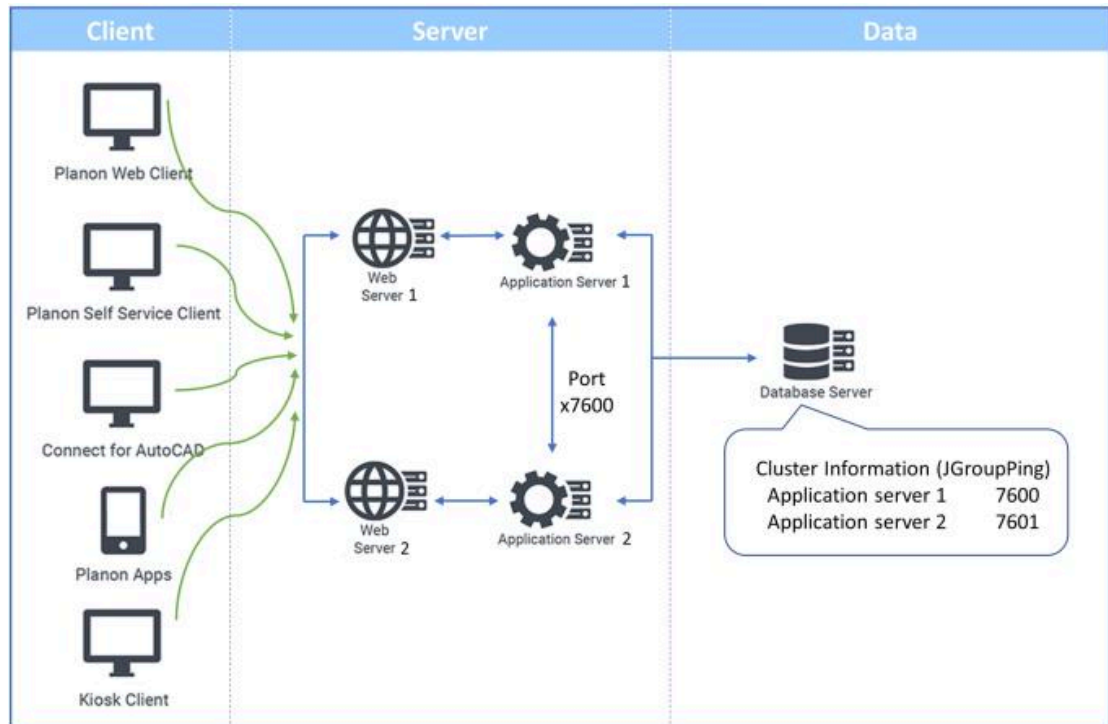 Client
Server
Data
Planon Web Client
Planon Self Service Client
Connect for AutoCAD
Planon Apps
Kiosk Client
Web
Server 1
Application Server 1
Port
x7600
Web
Server 2
Application Server 2
Database Server
Cluster Information (JGroupPing)
Application server 1 7600
Application server 2 7601